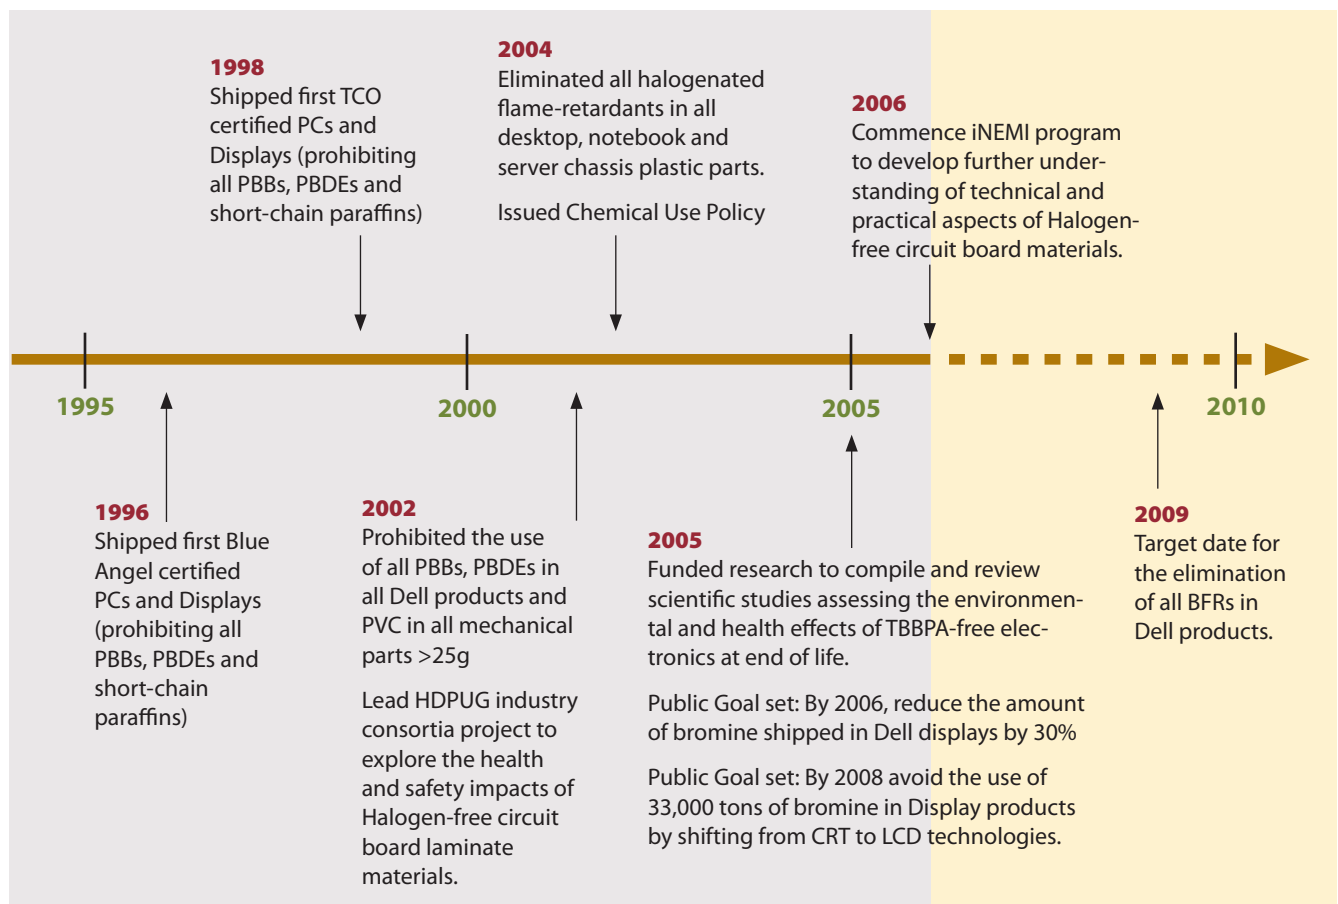 1998
Shipped first TCO
certified PCs and
Displays (prohibiting
all PBBs, PBDEs and
short-chain paraffins)
2004
Eliminated all halogenated
flame-retardants in all
desktop, notebook and
server chassis plastic parts.
Issued Chemical Use Policy
2006
Commence iNEMI program
to develop further under-
standing of technical and
practical aspects of Halogen-
free circuit board materials.
1995
2000
2005
2010
1996
Shipped first Blue
Angel certified
PCs and Displays
(prohibiting all
PBBs, PBDEs and
short-chain
paraffins)
2002
Prohibited the use
of all PBBs, PBDEs in
all Dell products and
PVC in all mechanical
parts >25g
Lead HDPUG industry
consortia project to
explore the health
and safety impacts of
Halogen-free circuit
board laminate
materials.
2005
Funded research to compile and review
scientific studies assessing the environmen-
tal and health effects of TBBPA-free elec-
tronics at end of life.
Public Goal set: By 2006, reduce the amount
of bromine shipped in Dell displays by 30%
Public Goal set: By 2008 avoid the use of
33,000 tons of bromine in Display products
by shifting from CRT to LCD technologies.
2009
Target date for
the elimination
of all BFRs in
Dell products.